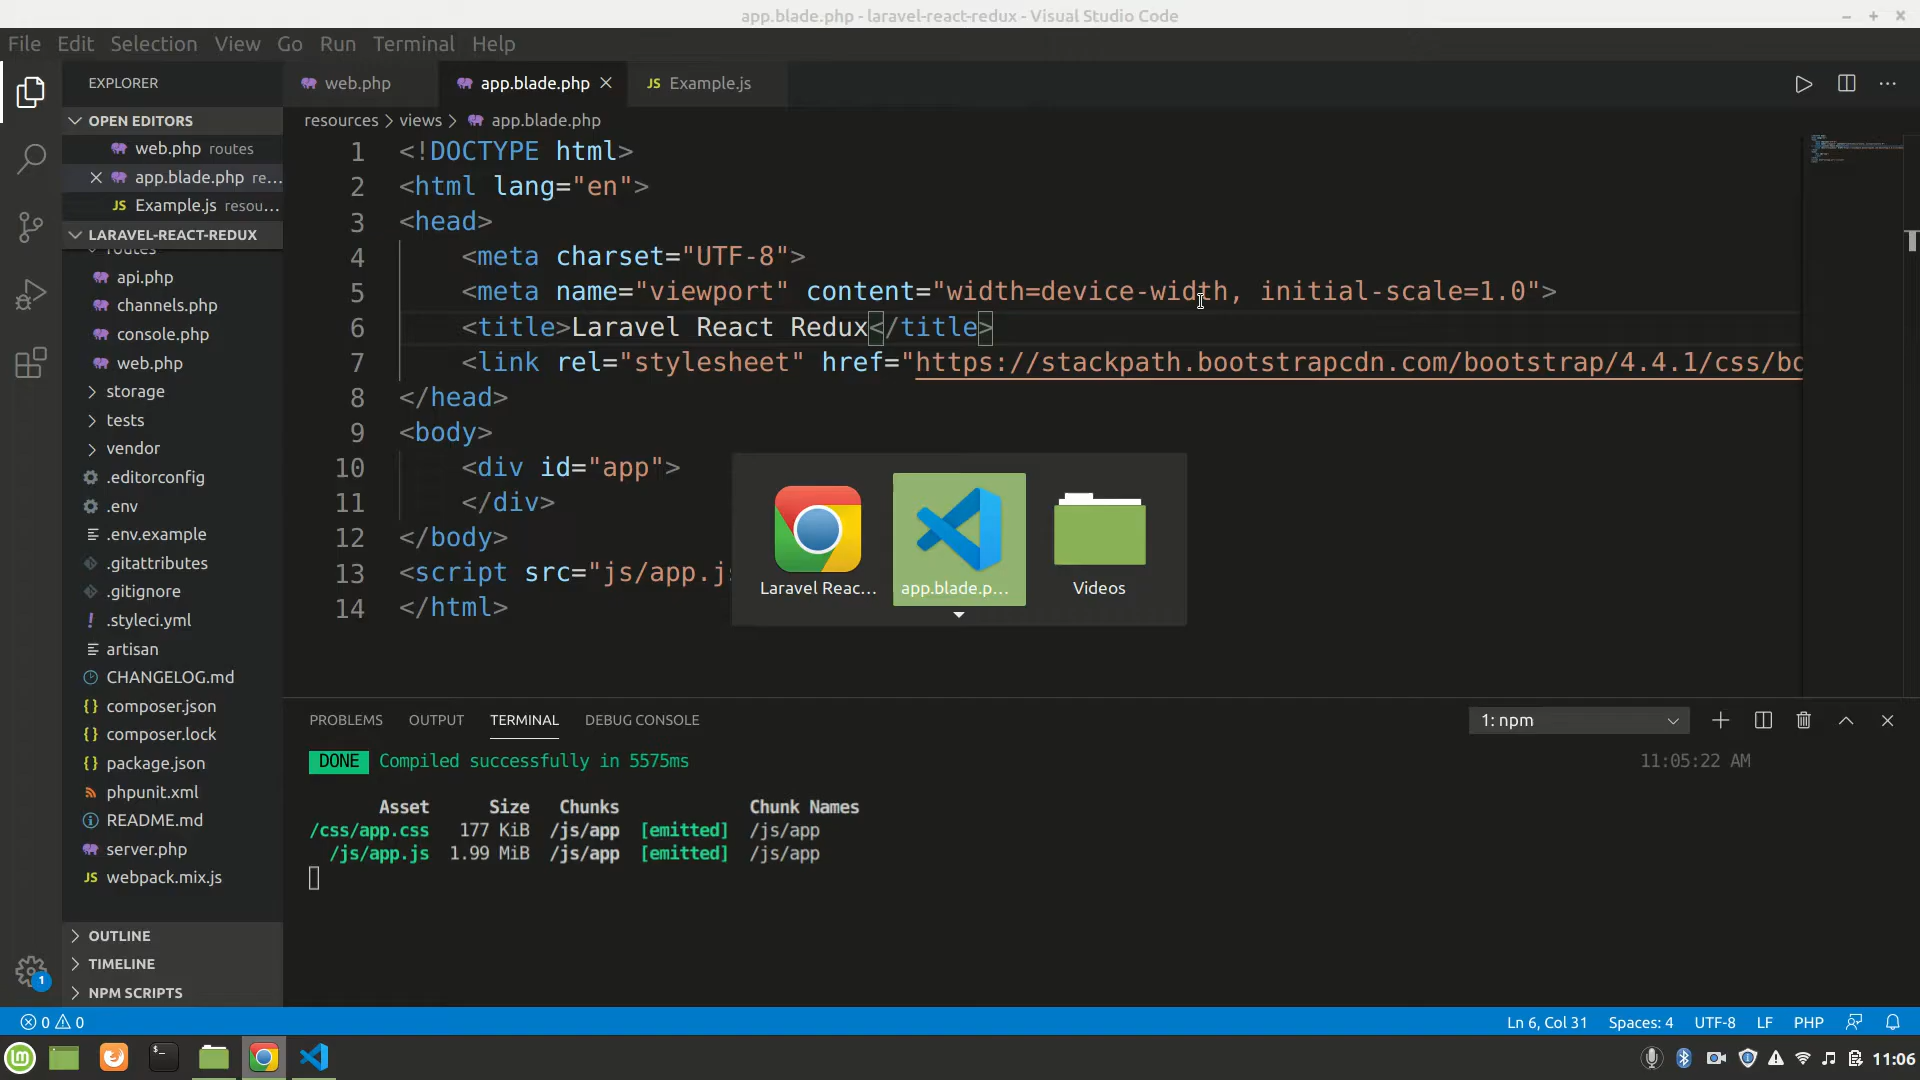 app.blade.php - laravel-react-redux - Visual Studio Code
File Edit Selection View Go Run Terminal Help
EXPLORER
OPEN EDITORS
web.php routes
app.blade.php re...
JS Example.js resou...
LARAVEL-REACT-REDUX
routes
api.php
channels.php
console.php
web.php
storage
tests
vendor
.editorconfig
.env
.env.example
.gitattributes
.gitignore
! .styleci.yml
artisan
CHANGELOG.md
{} composer.json
{} composer.lock
{} package.json
phpunit.xml
README.md
server.php
JS webpack.mix.js
OUTLINE
TIMELINE
NPM SCRIPTS
web.php app.blade.php JS Example.js
resources > views > app.blade.php
1 <!DOCTYPE html>
2 <html lang="en">
3 <head>
4 <meta charset="UTF-8">
5 <meta name="viewport" content="width=device-width, initial-scale=1.0">
6 <title>Laravel React Redux</title>
7 <link rel="stylesheet" href="https://stackpath.bootstrapcdn.com/bootstrap/4.4.1/css/bo
8 </head>
9 <body>
10 <div id="app">
11 </div>
12 </body>
13 <script src="js/app.js
14 </html>
Laravel Reac...
app.blade.p...
Videos
PROBLEMS OUTPUT TERMINAL DEBUG CONSOLE
1: npm
DONE Compiled successfully in 5575ms 11:05:22 AM
Asset Size Chunks Chunk Names
/css/app.css 177 KiB /js/app [emitted] /js/app
/js/app.js 1.99 MiB /js/app [emitted] /js/app
1
0 0
Ln 6, Col 31 Spaces: 4 UTF-8 LF PHP
11:06